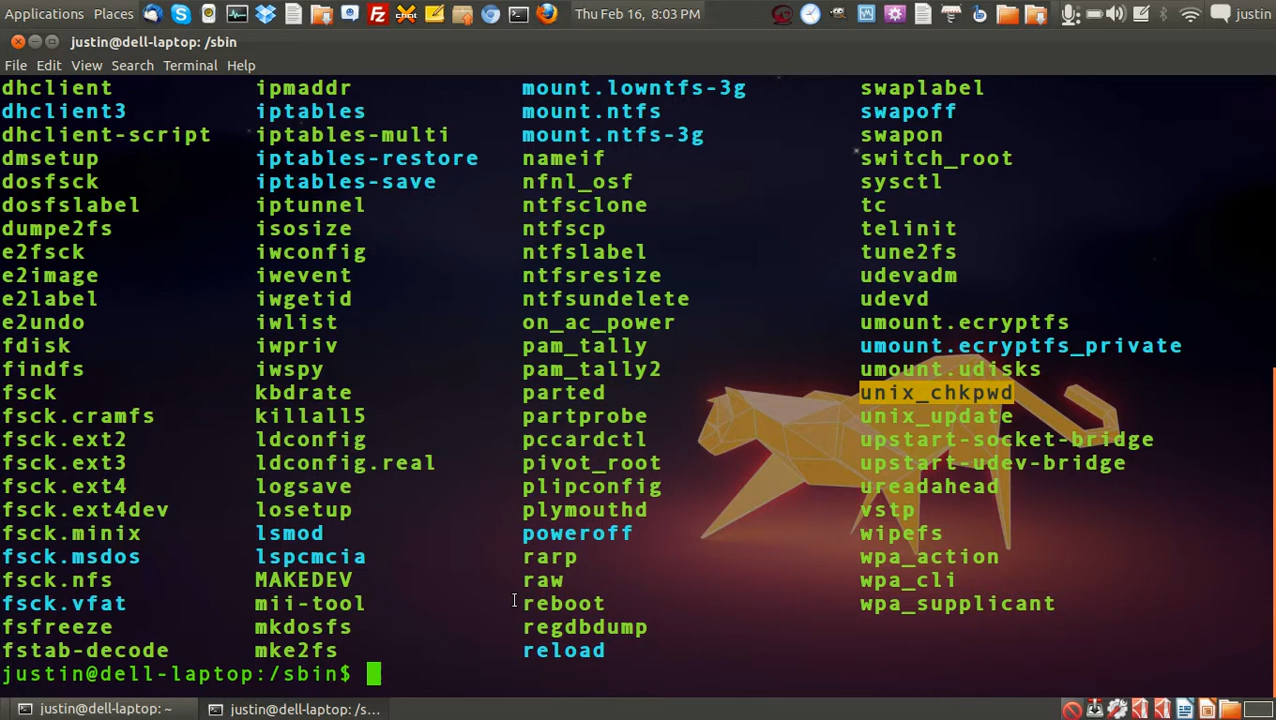 Applications Places Thu Feb 16, 8:03 PM justin
justin@dell-laptop: /sbin
File Edit View Search Terminal Help
dhclient ipmaddr mount.lowntfs-3g swaplabel
dhclient3 iptables mount.ntfs swapoff
dhclient-script iptables-multi mount.ntfs-3g swapon
dmsetup iptables-restore nameif switch_root
dosfsck iptables-save nfnl_osf sysctl
dosfslabel iptunnel ntfsclone tc
dumpe2fs isosize ntfscp telinit
e2fsck iwconfig ntfslabel tune2fs
e2image iwevent ntfsresize udevadm
e2label iwgetid ntfsundelete udevd
e2undo iwlist on_ac_power umount.ecryptfs
fdisk iwpriv pam_tally umount.ecryptfs_private
findfs iwspy pam_tally2 umount.udisks
fsck kbdrate parted unix_chkpwd
fsck.cramfs killall5 partprobe unix_update
fsck.ext2 ldconfig pccardctl upstart-socket-bridge
fsck.ext3 ldconfig.real pivot_root upstart-udev-bridge
fsck.ext4 logsave plipconfig ureadahead
fsck.ext4dev losetup plymouthd vstp
fsck.minix lsmod poweroff wipefs
fsck.msdos lspcmcia rarp wpa_action
fsck.nfs MAKEDEV raw wpa_cli
fsck.vfat mii-tool reboot wpa_supplicant
fsfreeze mkdosfs regdbdump
fstab-decode mke2fs reload
justin@dell-laptop:/sbin$
justin@dell-laptop: ~ justin@dell-laptop: /s...